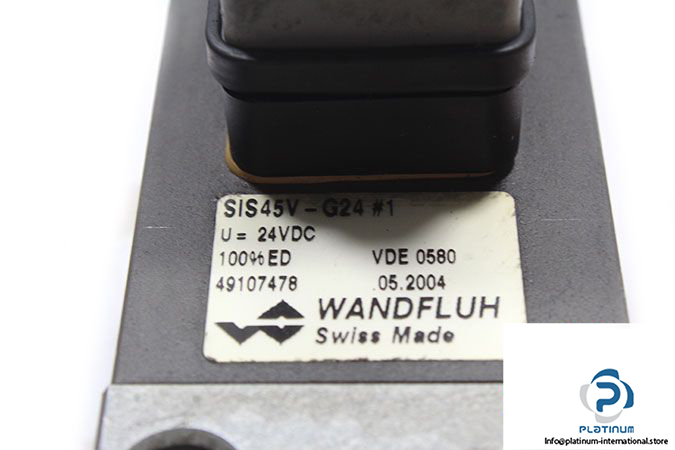 SIS45V-G24 #1
U= 24VDC
100%ED VDE 0580
49107478 .05.2004
WANDFLUH
Swiss Made
PLATINUM
Info@platinum-international.store